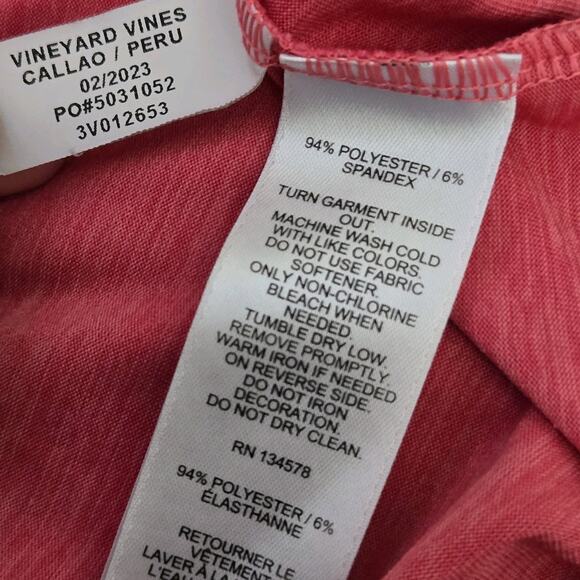 VINEYARD VINES
CALLAO / PERU
02/2023
PO#5031052
3V012653
94% POLYESTER / 6%
SPANDEX
TURN GARMENT INSIDE
OUT.
MACHINE WASH COLD
WITH LIKE COLORS.
DO NOT USE FABRIC
SOFTENER.
ONLY NON-CHLORINE
BLEACH WHEN
NEEDED.
TUMBLE DRY LOW.
REMOVE PROMPTLY.
WARM IRON IF NEEDED
ON REVERSE SIDE.
DO NOT IRON
DECORATION.
DO NOT DRY CLEAN.
RN 134578
94% POLYESTER / 6%
ÉLASTHANNE
RETOURNER LE
VÊTEMENT
LAVER À LA
L'EAU